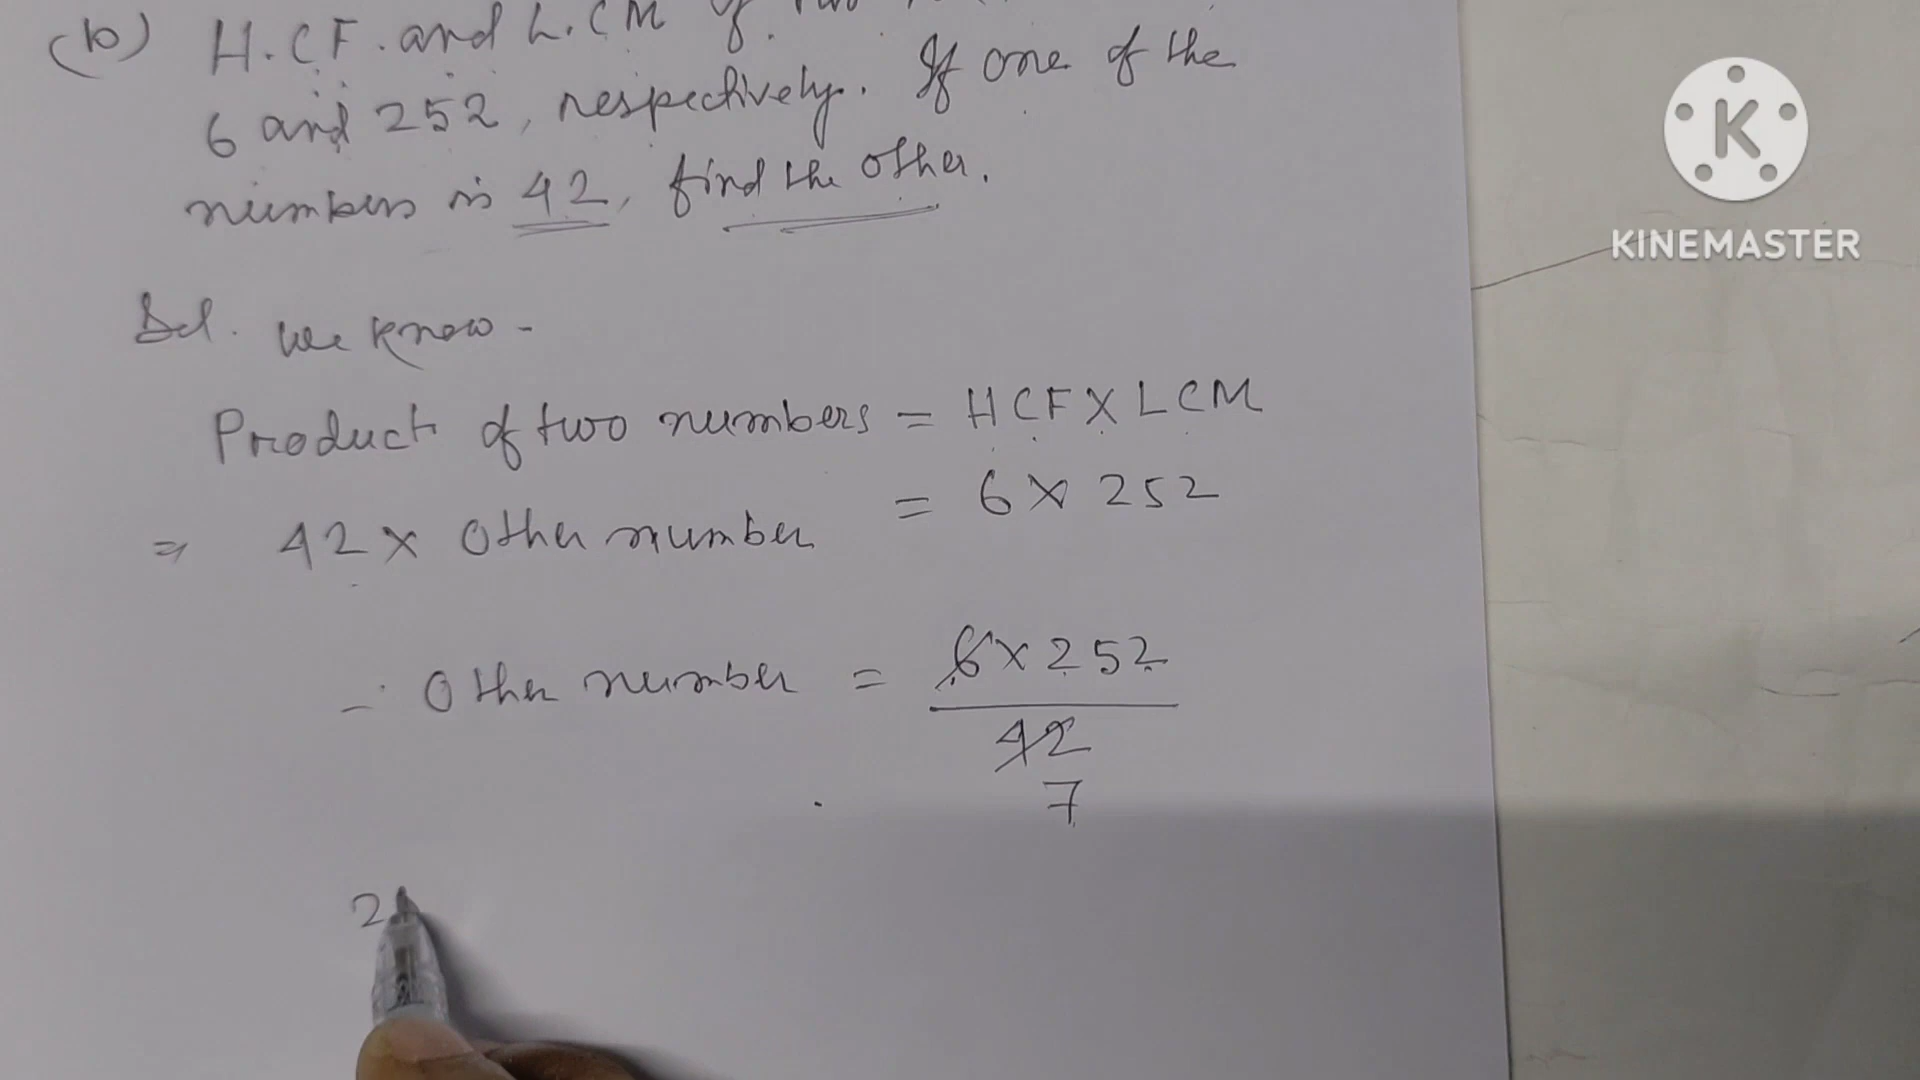 (b) H.C.F. and L.CM of two
6 and 252, respectively. If one of the
numbers is 42, find the other.
Sol. We know -
Product of two numbers = HCF X LCM
⇒ 42 x Other number = 6 x 252
∴ Other number = 6 x 252
42
7
2
K
KINEMASTER